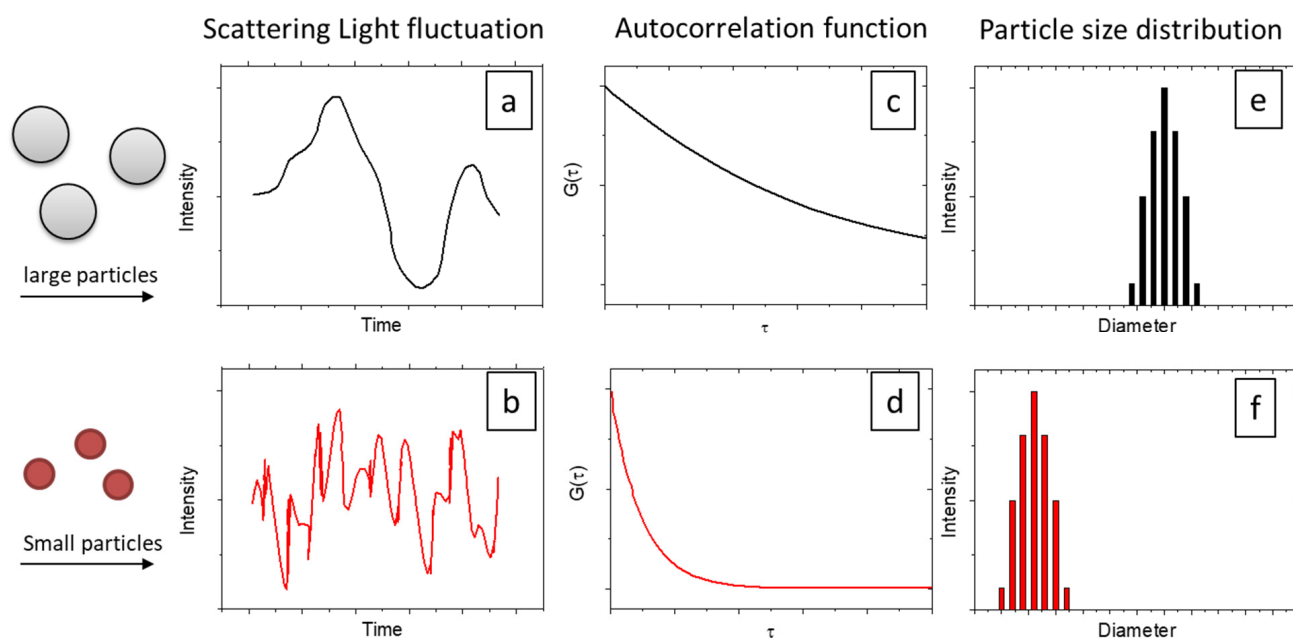 Scattering Light fluctuation
Autocorrelation function
Particle size distribution
large particles
Intensity
a
Time
G(τ)
c
τ
Intensity
e
Diameter
Small particles
Intensity
b
Time
G(τ)
d
τ
Intensity
f
Diameter